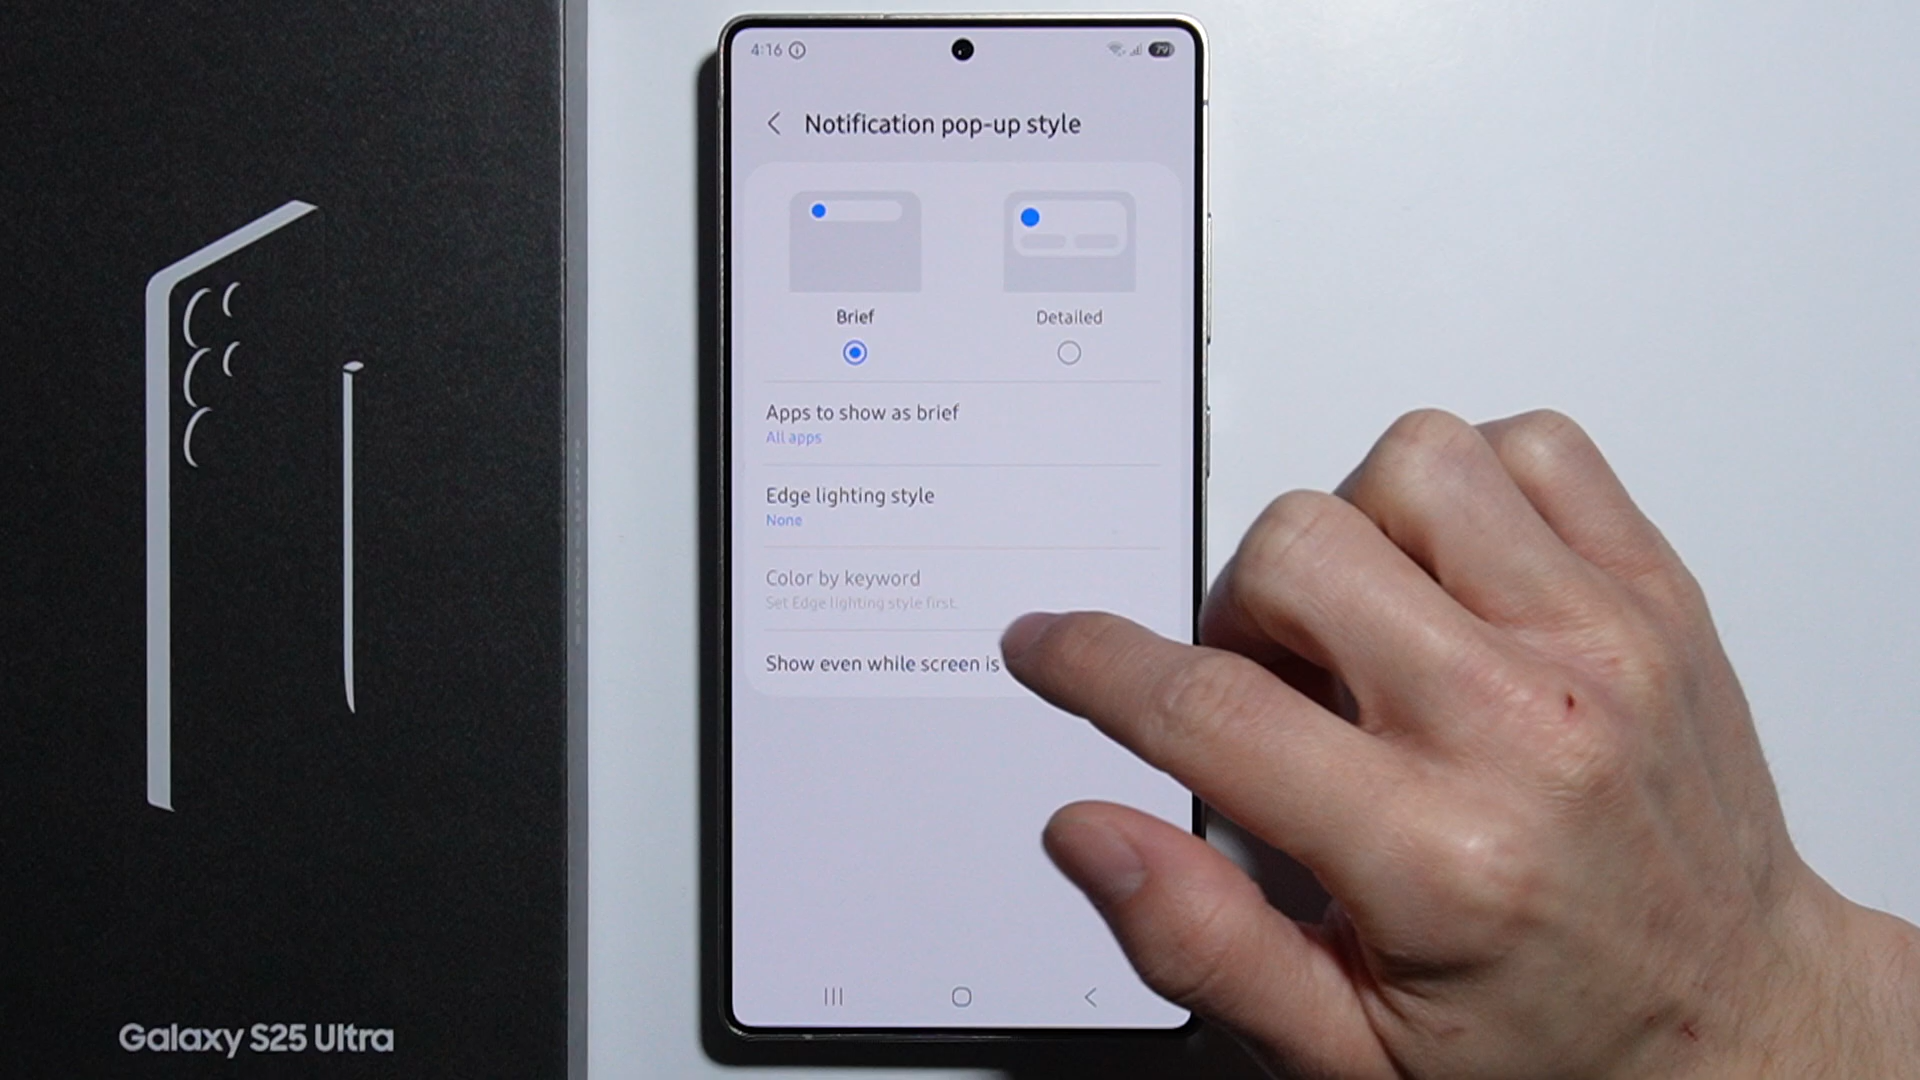 4:16
79
Notification pop-up style
Brief
Detailed
Apps to show as brief
All apps
Edge lighting style
None
Color by keyword
Set Edge lighting style first.
Show even while screen is
Galaxy S25 Ultra